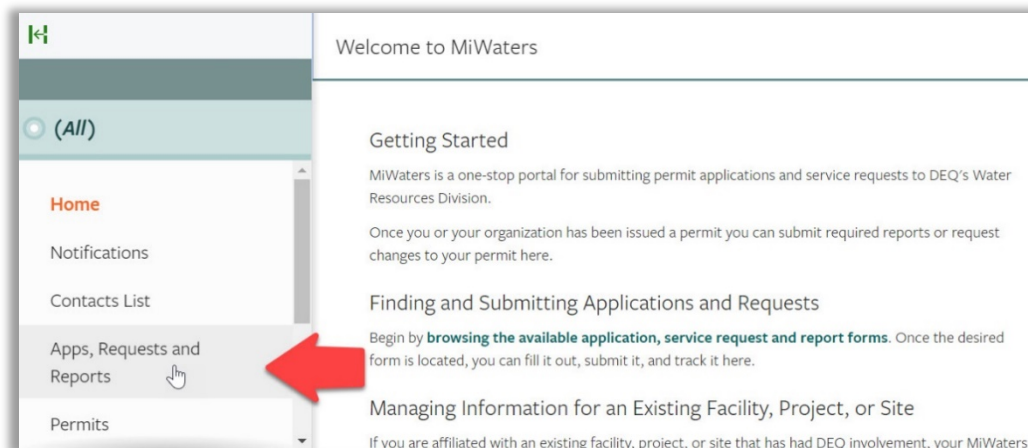 Welcome to MiWaters
(All)
Home
Notifications
Contacts List
Apps, Requests and
Reports
Permits
Getting Started
MiWaters is a one-stop portal for submitting permit applications and service requests to DEQ's Water
Resources Division.
Once you or your organization has been issued a permit you can submit required reports or request
changes to your permit here.
Finding and Submitting Applications and Requests
Begin by browsing the available application, service request and report forms. Once the desired
form is located, you can fill it out, submit it, and track it here.
Managing Information for an Existing Facility, Project, or Site
If you are affiliated with an existing facility, project, or site that has had DEQ involvement, your MiWaters